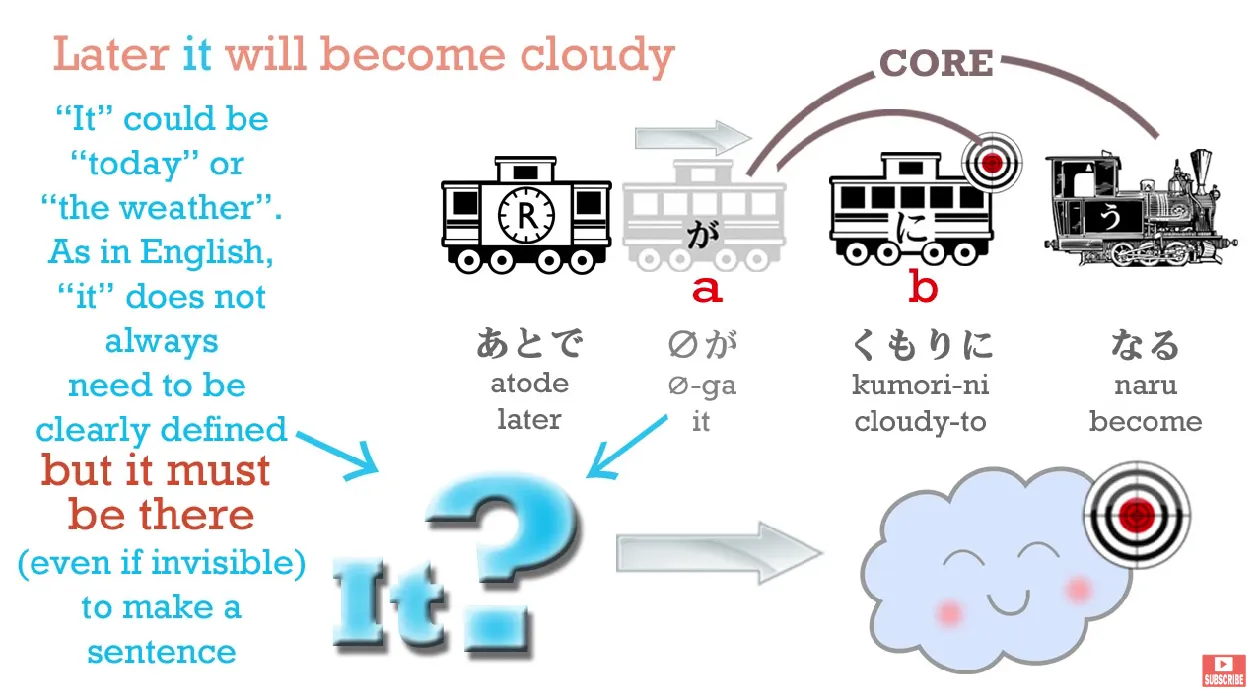 Later it will become cloudy
“It” could be
“today” or
“the weather”.
As in English,
“it” does not
always
need to be
clearly defined
but it must
be there
(even if invisible)
to make a
sentence
CORE
R
が
に
う
a
b
あとで
atode
later
∅が
∅-ga
it
くもりに
kumori-ni
cloudy-to
なる
naru
become
It?
SUBSCRIBE